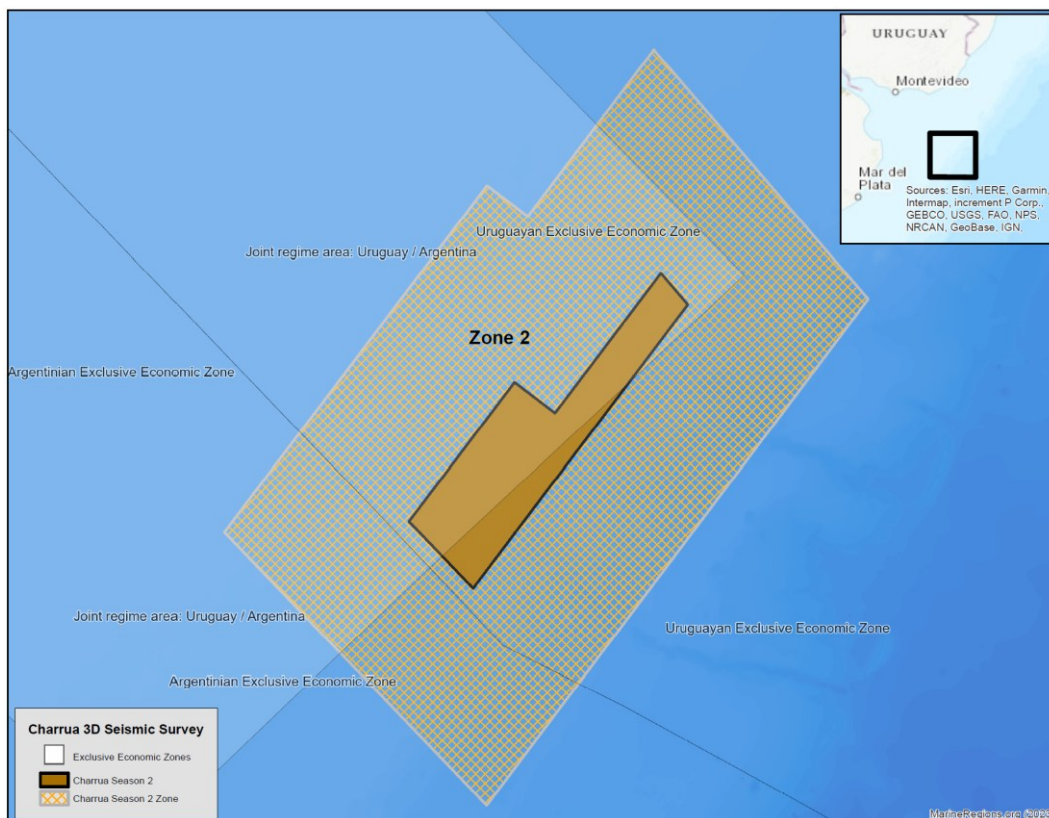 URUGUAY
Montevideo
Mar del
Plata
Sources: Esri, HERE, Garmin,
Intermap, increment P Corp.,
GEBCO, USGS, FAO, NPS,
NRCAN, GeoBase, IGN,
Uruguayan Exclusive Economic Zone
Joint regime area: Uruguay / Argentina
Zone 2
Argentinian Exclusive Economic Zone
Joint regime area: Uruguay / Argentina
Uruguayan Exclusive Economic Zone
Argentinian Exclusive Economic Zone
Charrua 3D Seismic Survey
Exclusive Economic Zones
Charrua Season 2
Charrua Season 2 Zone
MarineRegions.org